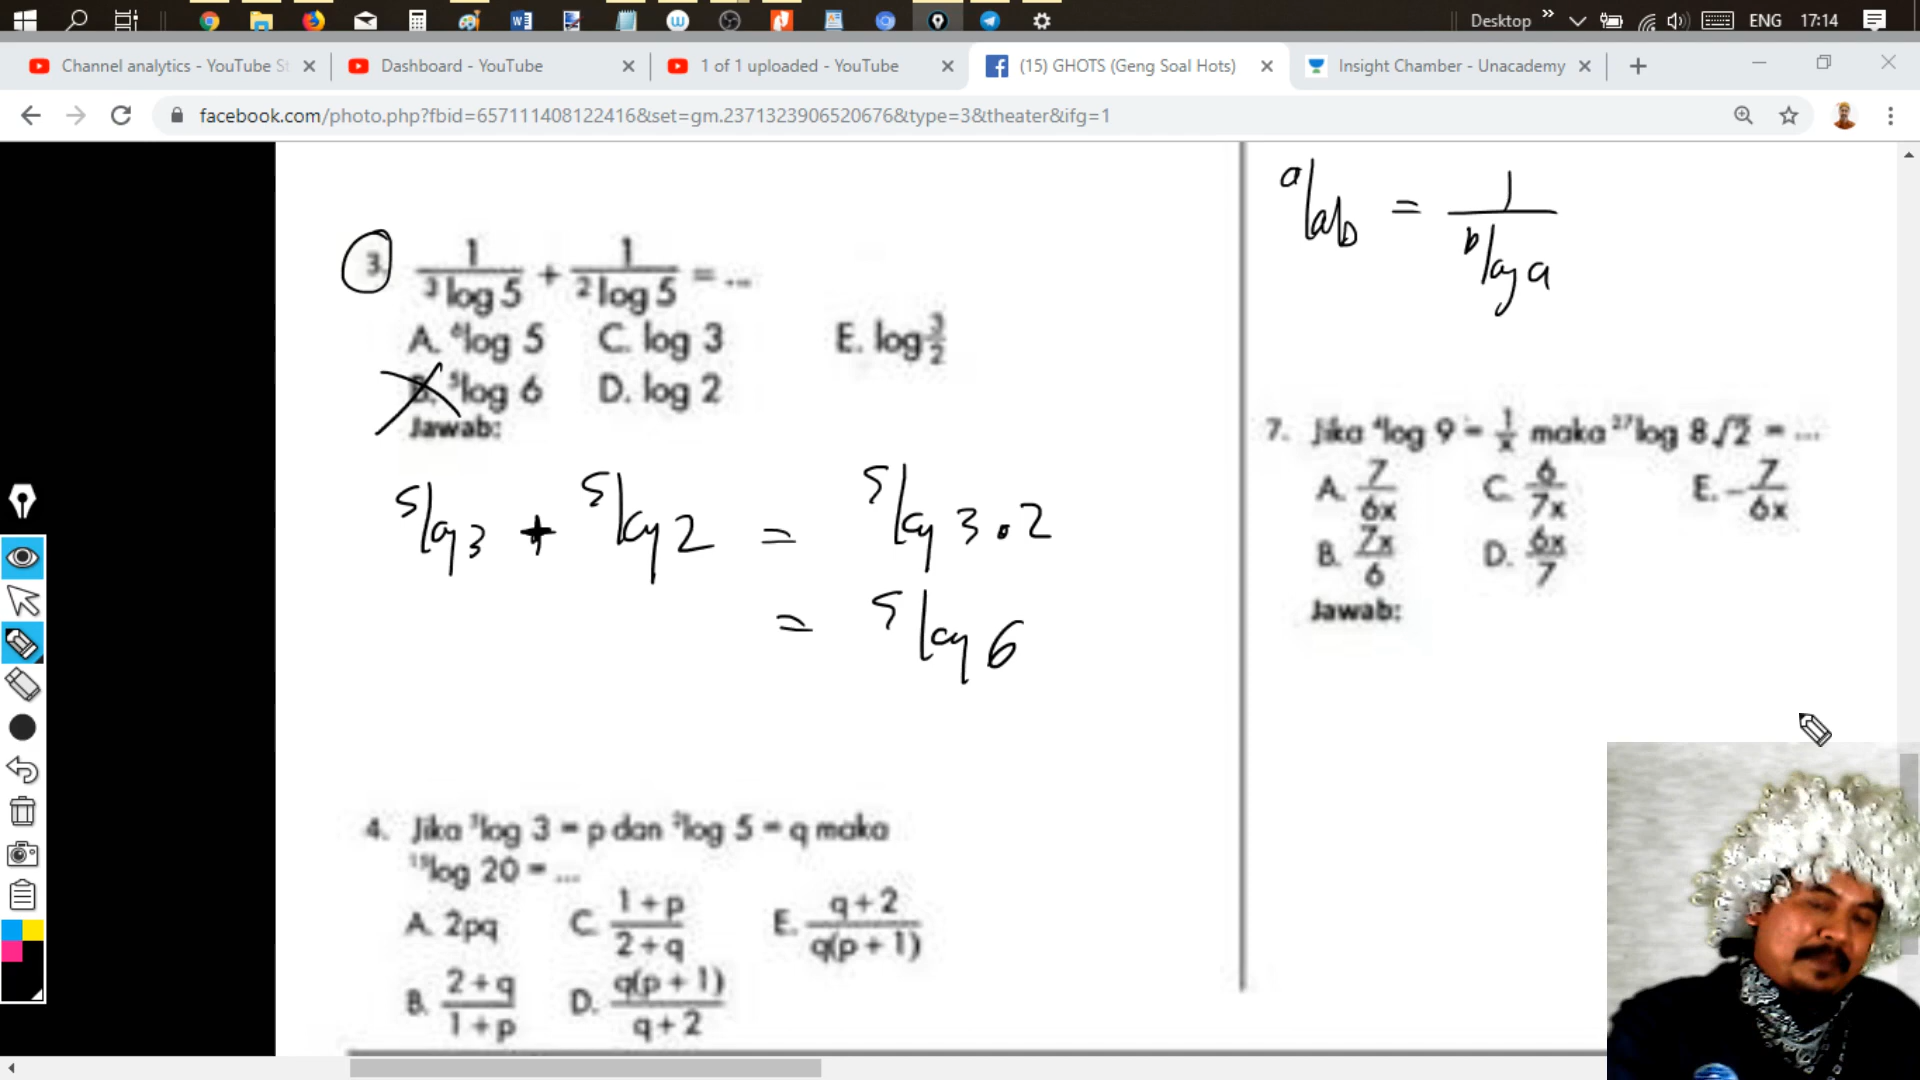 Desktop » ENG 17:14
Channel analytics - YouTube St
Dashboard - YouTube
1 of 1 uploaded - YouTube
(15) GHOTS (Geng Soal Hots)
Insight Chamber - Unacademy
facebook.com/photo.php?fbid=657111408122416&set=gm.2371323906520676&type=3&theater&ifg=1
3. 1/³log 5 + 1/²log 5 = ...
A. ⁶log 5 C. log 3 E. log 3/2
B. ⁵log 6 D. log 2
Jawab:
⁵log 3 + ⁵log 2 = ⁵log 3 . 2
= ⁵log 6
4. Jika log 3 = p dan ²log 5 = q maka
¹⁵log 20 = ...
A. 2pq C. 1 + p / 2 + q E. q + 2 / q(p + 1)
B. 2 + q / 1 + p D. q(p + 1) / q + 2
ᵃlog b = 1 / ᵇlog a
7. Jika ⁴log 9 = 1/x maka ²⁷log 8√2 = ...
A. 7/6x C. 6/7x E. -7/6x
B. 7x/6 D. 6x/7
Jawab: